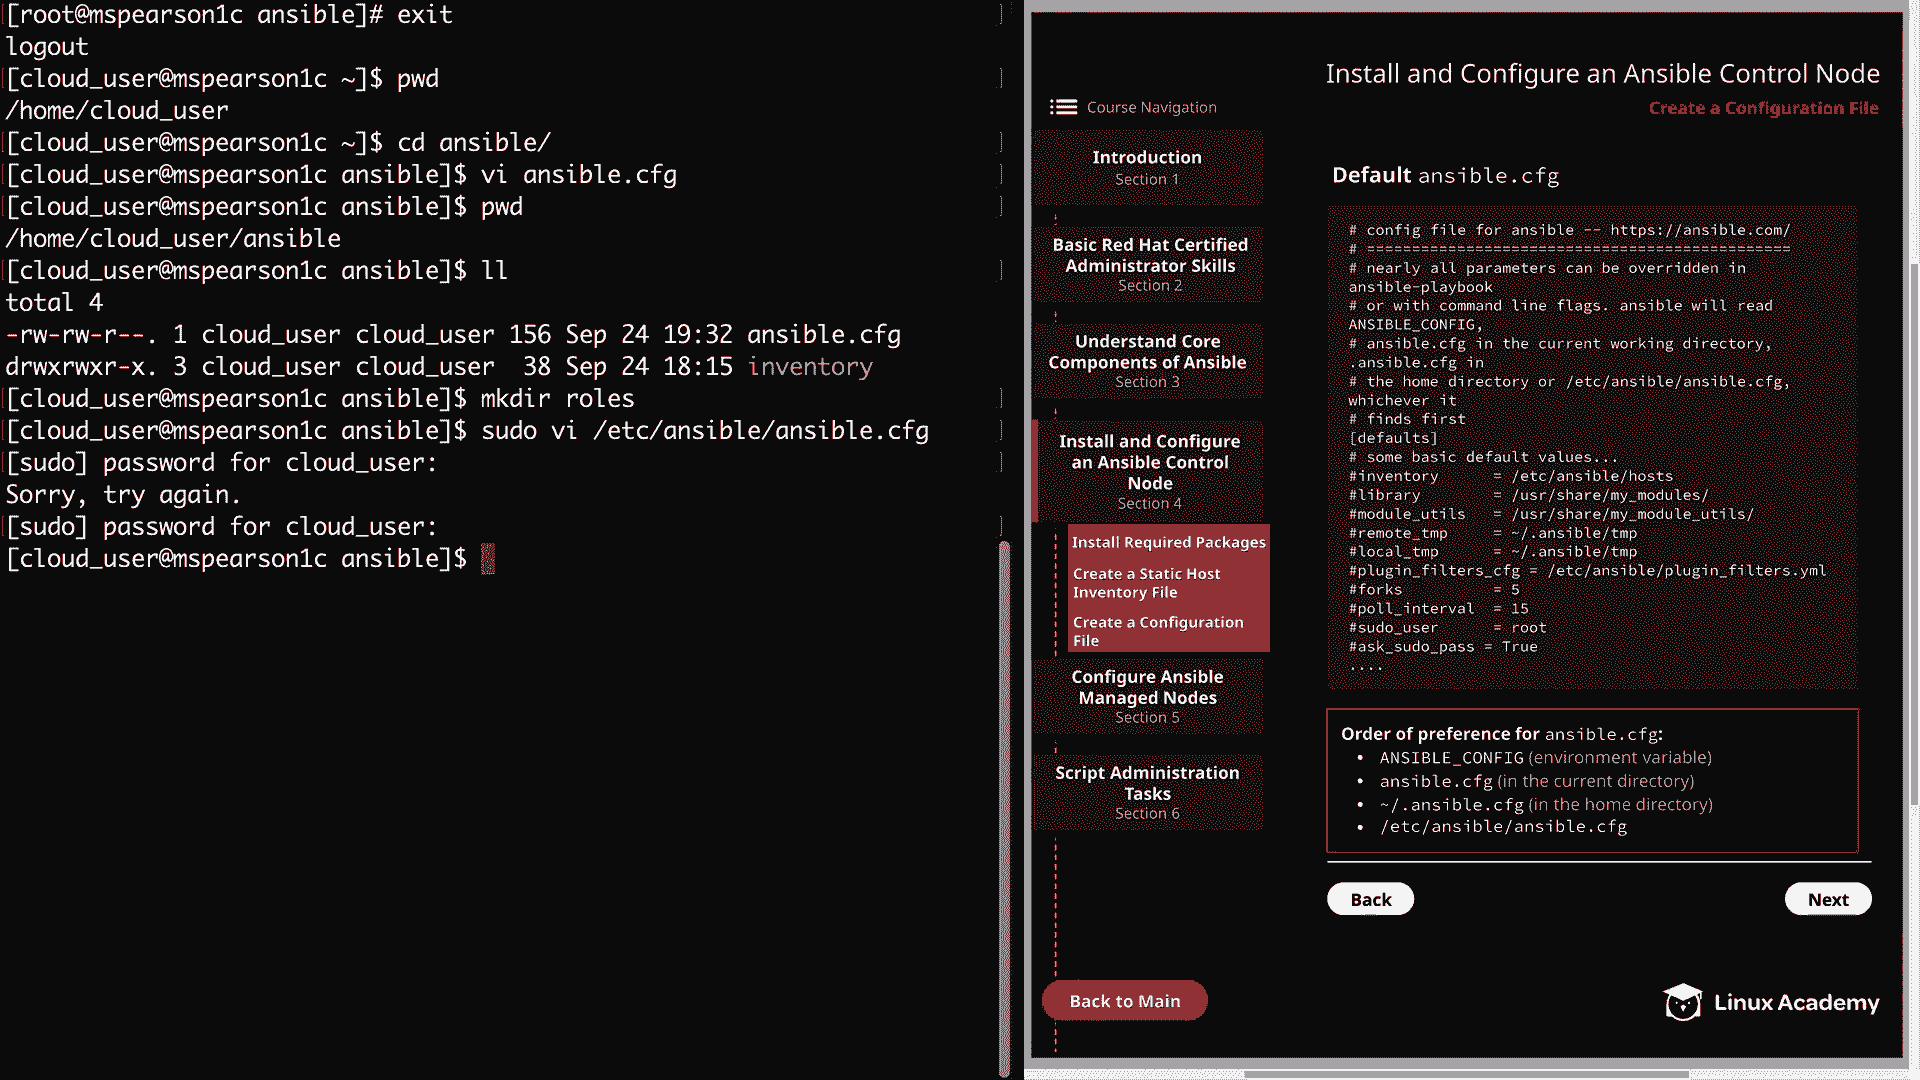 [root@mspearson1c ansible]# exit
logout
[cloud_user@mspearson1c ~]$ pwd
/home/cloud_user
[cloud_user@mspearson1c ~]$ cd ansible/
[cloud_user@mspearson1c ansible]$ vi ansible.cfg
[cloud_user@mspearson1c ansible]$ pwd
/home/cloud_user/ansible
[cloud_user@mspearson1c ansible]$ ll
total 4
-rw-rw-r--. 1 cloud_user cloud_user 156 Sep 24 19:32 ansible.cfg
drwxrwxr-x. 3 cloud_user cloud_user  38 Sep 24 18:15 inventory
[cloud_user@mspearson1c ansible]$ mkdir roles
[cloud_user@mspearson1c ansible]$ sudo vi /etc/ansible/ansible.cfg
[sudo] password for cloud_user:
Sorry, try again.
[sudo] password for cloud_user:
[cloud_user@mspearson1c ansible]$
Install and Configure an Ansible Control Node
Create a Configuration File
Course Navigation
Introduction
Section 1
Basic Red Hat Certified
Administrator Skills
Section 2
Understand Core
Components of Ansible
Section 3
Install and Configure
an Ansible Control
Node
Section 4
Install Required Packages
Create a Static Host
Inventory File
Create a Configuration
File
Configure Ansible
Managed Nodes
Section 5
Script Administration
Tasks
Section 6
Back to Main
Default ansible.cfg
# config file for ansible -- https://ansible.com/
# ===============================================
# nearly all parameters can be overridden in
ansible-playbook
# or with command line flags. ansible will read
ANSIBLE_CONFIG,
# ansible.cfg in the current working directory,
.ansible.cfg in
# the home directory or /etc/ansible/ansible.cfg,
whichever it
# finds first
[defaults]
# some basic default values...
#inventory      = /etc/ansible/hosts
#library        = /usr/share/my_modules/
#module_utils   = /usr/share/my_module_utils/
#remote_tmp     = ~/.ansible/tmp
#local_tmp      = ~/.ansible/tmp
#plugin_filters_cfg = /etc/ansible/plugin_filters.yml
#forks          = 5
#poll_interval  = 15
#sudo_user      = root
#ask_sudo_pass = True
....
Order of preference for ansible.cfg:
• ANSIBLE_CONFIG (environment variable)
• ansible.cfg (in the current directory)
• ~/.ansible.cfg (in the home directory)
• /etc/ansible/ansible.cfg
Back
Next
Linux Academy